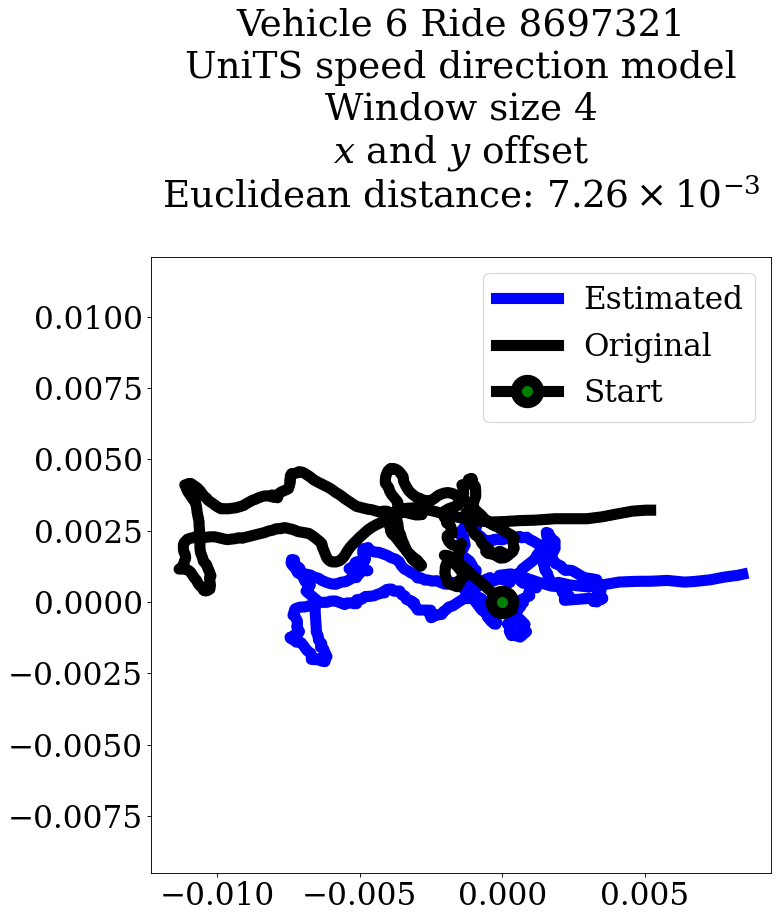 Vehicle 6 Ride 8697321
UniTS speed direction model
Window size 4
x and y offset
Euclidean distance: 7.26 × 10⁻³
Estimated
Original
Start
0.0100
0.0075
0.0050
0.0025
0.0000
−0.0025
−0.0050
−0.0075
−0.010 −0.005 0.000 0.005